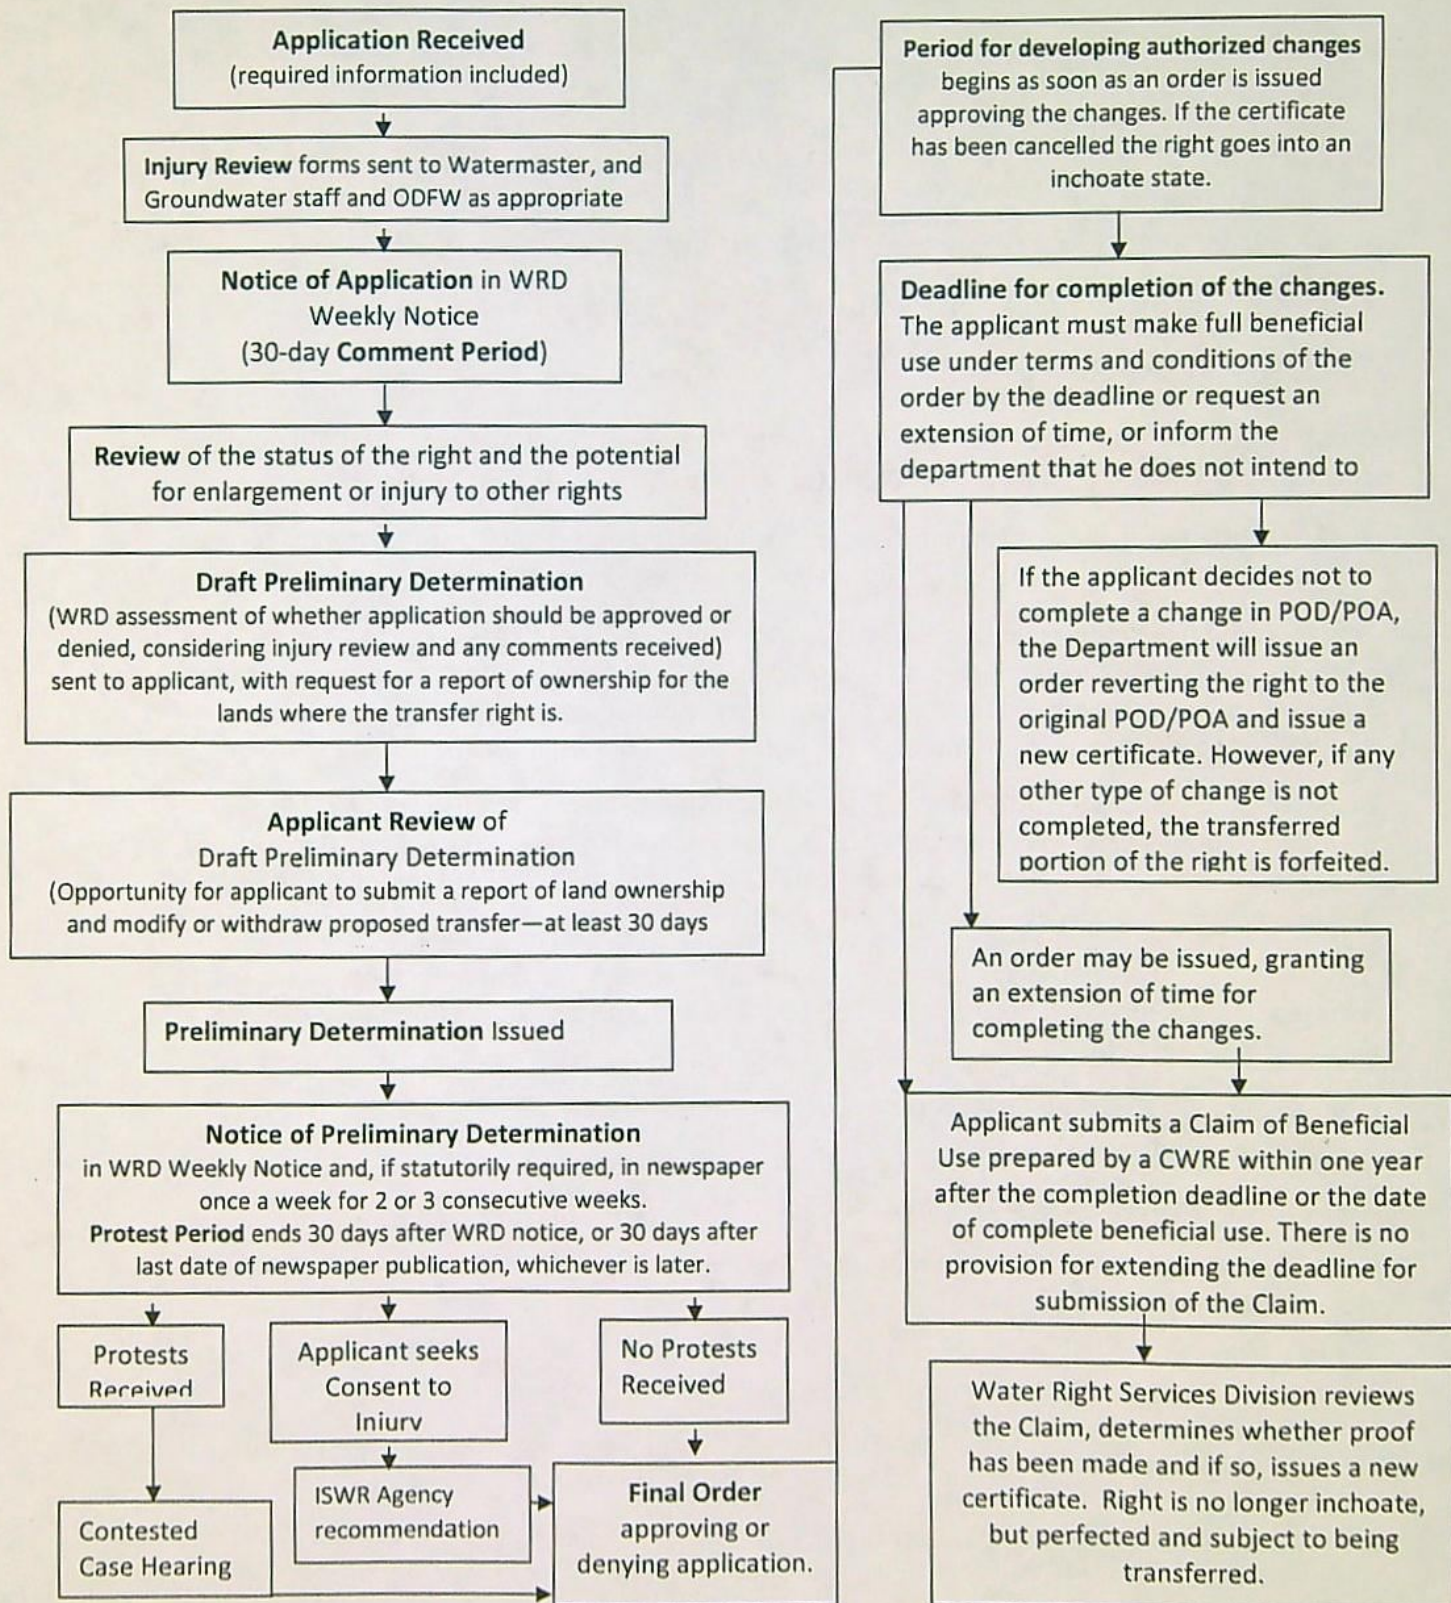 Application Received
(required information included)
Injury Review forms sent to Watermaster, and
Groundwater staff and ODFW as appropriate
Notice of Application in WRD
Weekly Notice
(30-day Comment Period)
Review of the status of the right and the potential
for enlargement or injury to other rights
Draft Preliminary Determination
(WRD assessment of whether application should be approved or
denied, considering injury review and any comments received)
sent to applicant, with request for a report of ownership for the
lands where the transfer right is.
Applicant Review of
Draft Preliminary Determination
(Opportunity for applicant to submit a report of land ownership
and modify or withdraw proposed transfer—at least 30 days
Preliminary Determination Issued
Notice of Preliminary Determination
in WRD Weekly Notice and, if statutorily required, in newspaper
once a week for 2 or 3 consecutive weeks.
Protest Period ends 30 days after WRD notice, or 30 days after
last date of newspaper publication, whichever is later.
Protests
Received
Applicant seeks
Consent to
Injury
No Protests
Received
Contested
Case Hearing
ISWR Agency
recommendation
Final Order
approving or
denying application.
Period for developing authorized changes
begins as soon as an order is issued
approving the changes. If the certificate
has been cancelled the right goes into an
inchoate state.
Deadline for completion of the changes.
The applicant must make full beneficial
use under terms and conditions of the
order by the deadline or request an
extension of time, or inform the
department that he does not intend to
If the applicant decides not to
complete a change in POD/POA,
the Department will issue an
order reverting the right to the
original POD/POA and issue a
new certificate. However, if any
other type of change is not
completed, the transferred
portion of the right is forfeited.
An order may be issued, granting
an extension of time for
completing the changes.
Applicant submits a Claim of Beneficial
Use prepared by a CWRE within one year
after the completion deadline or the date
of complete beneficial use. There is no
provision for extending the deadline for
submission of the Claim.
Water Right Services Division reviews
the Claim, determines whether proof
has been made and if so, issues a new
certificate. Right is no longer inchoate,
but perfected and subject to being
transferred.